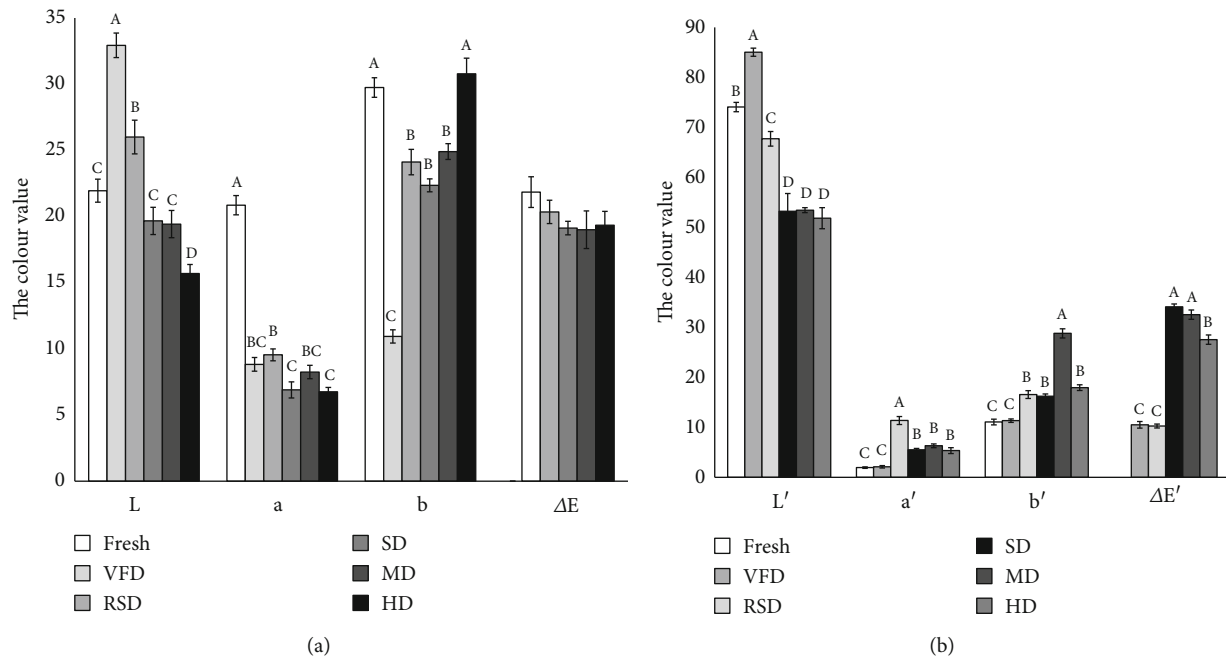 The colour value
35
30
25
20
15
10
5
0
C
A
B
C
C
D
A
BC
B
C
BC
C
A
C
B
B
B
A
L
a
b
ΔE
Fresh
VFD
RSD
SD
MD
HD
(a)
The colour value
90
80
70
60
50
40
30
20
10
0
B
A
C
D
D
D
C
C
A
B
B
B
C
C
B
B
A
B
C
C
A
A
B
L′
a′
b′
ΔE′
Fresh
VFD
RSD
SD
MD
HD
(b)